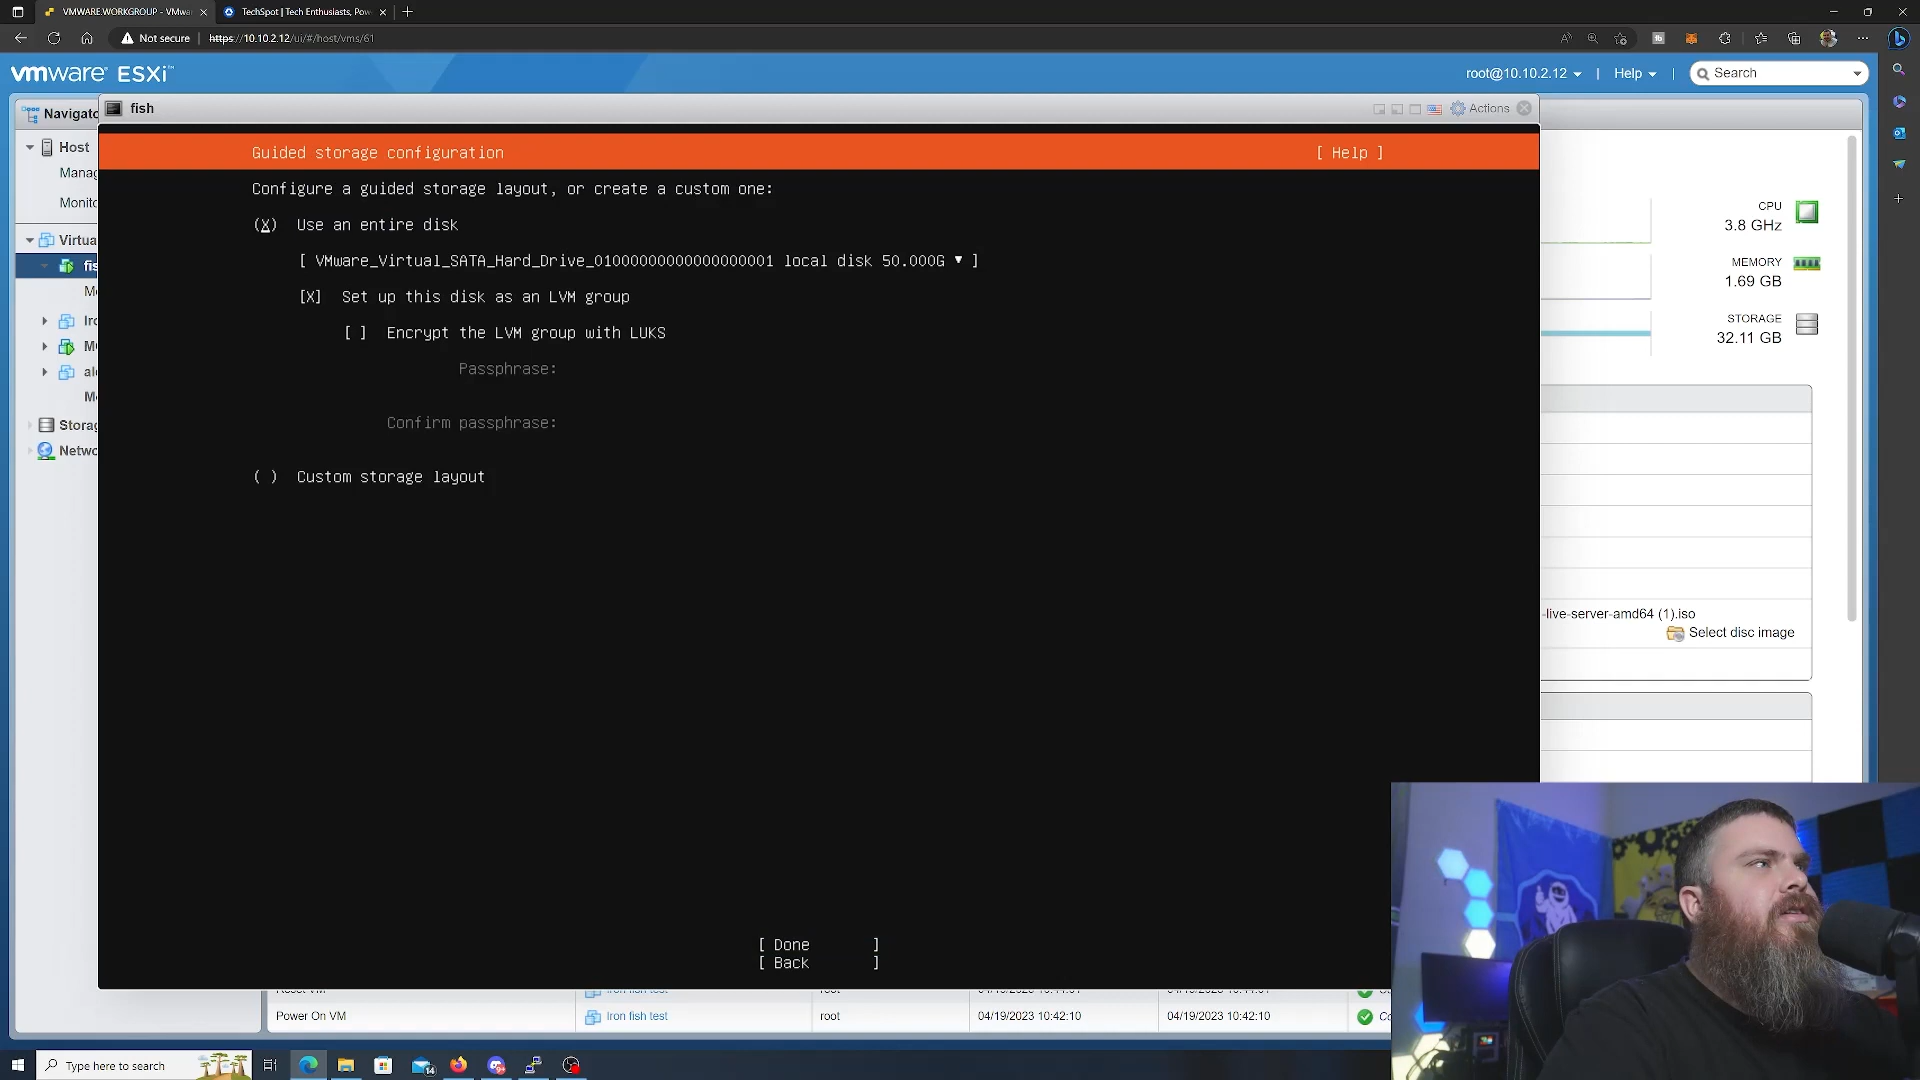 VMWARE.WORKGROUP - VMwa
TechSpot | Tech Enthusiasts, Pow
Not secure
https://10.10.2.12/ui/#/host/vms/61
vmware ESXi
root@10.10.2.12
|
Help
|
Search
Navigato
fish
Actions
Host
Manag
Monito
Virtua
fis
M
Iro
M
al
M
Storag
Netwo
Guided storage configuration
[ Help ]
Configure a guided storage layout, or create a custom one:
(X) Use an entire disk
[ VMware_Virtual_SATA_Hard_Drive_01000000000000000001 local disk 50.000G ▾ ]
[X] Set up this disk as an LVM group
[ ] Encrypt the LVM group with LUKS
Passphrase:
Confirm passphrase:
( ) Custom storage layout
[ Done ]
[ Back ]
CPU
3.8 GHz
MEMORY
1.69 GB
STORAGE
32.11 GB
-live-server-amd64 (1).iso
Select disc image
Power On VM
Iron fish test
root
04/19/2023 10:42:10
04/19/2023 10:42:10
Type here to search
14